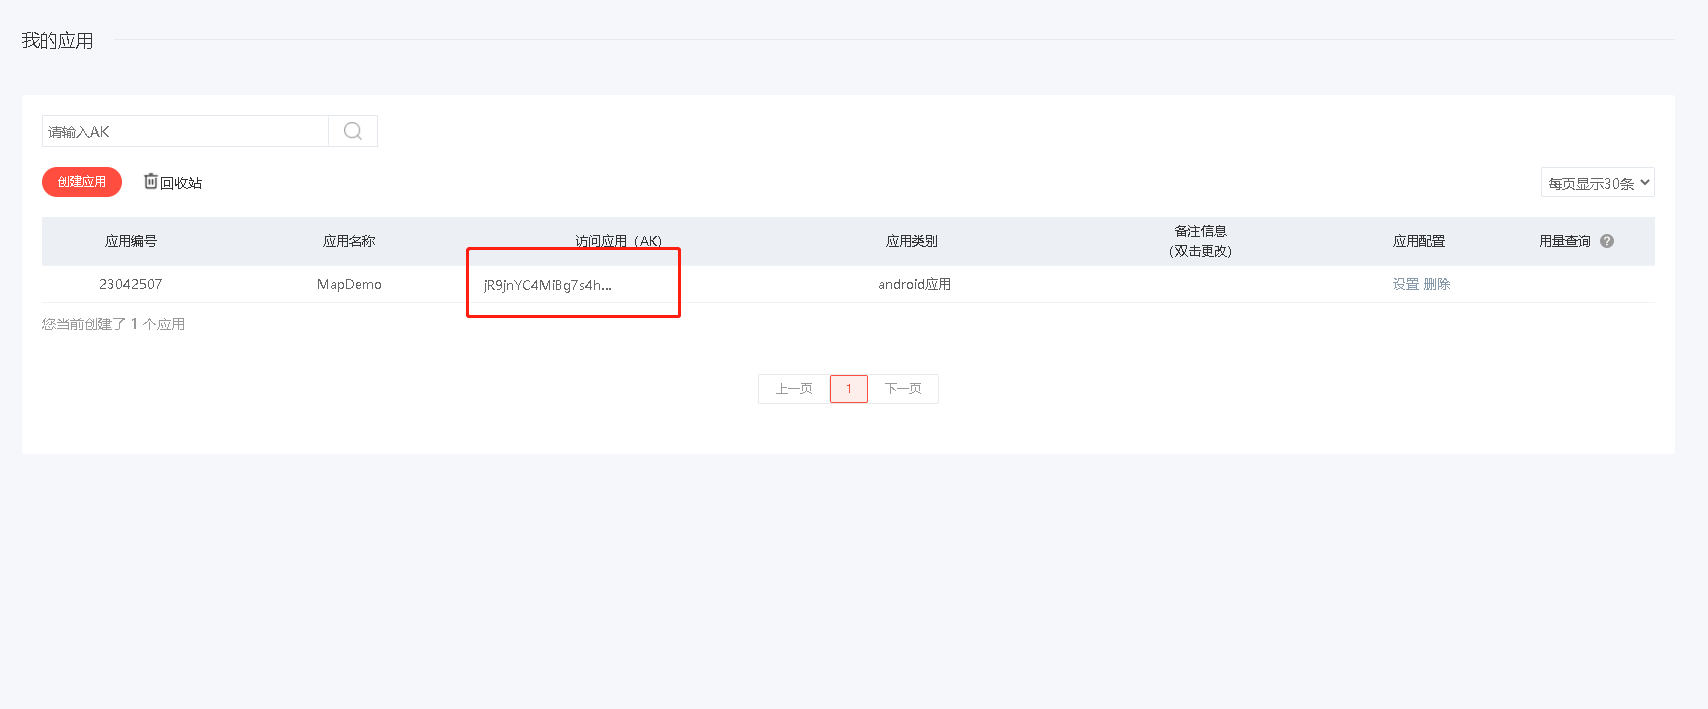 我的应用
请输入AK
创建应用 回收站 每页显示30条
应用编号 应用名称 访问应用（AK） 应用类别 备注信息 (双击更改) 应用配置 用量查询 ?
23042507 MapDemo jR9jnYC4MiBg7s4h... android应用 设置 删除
您当前创建了 1 个应用
上一页 1 下一页